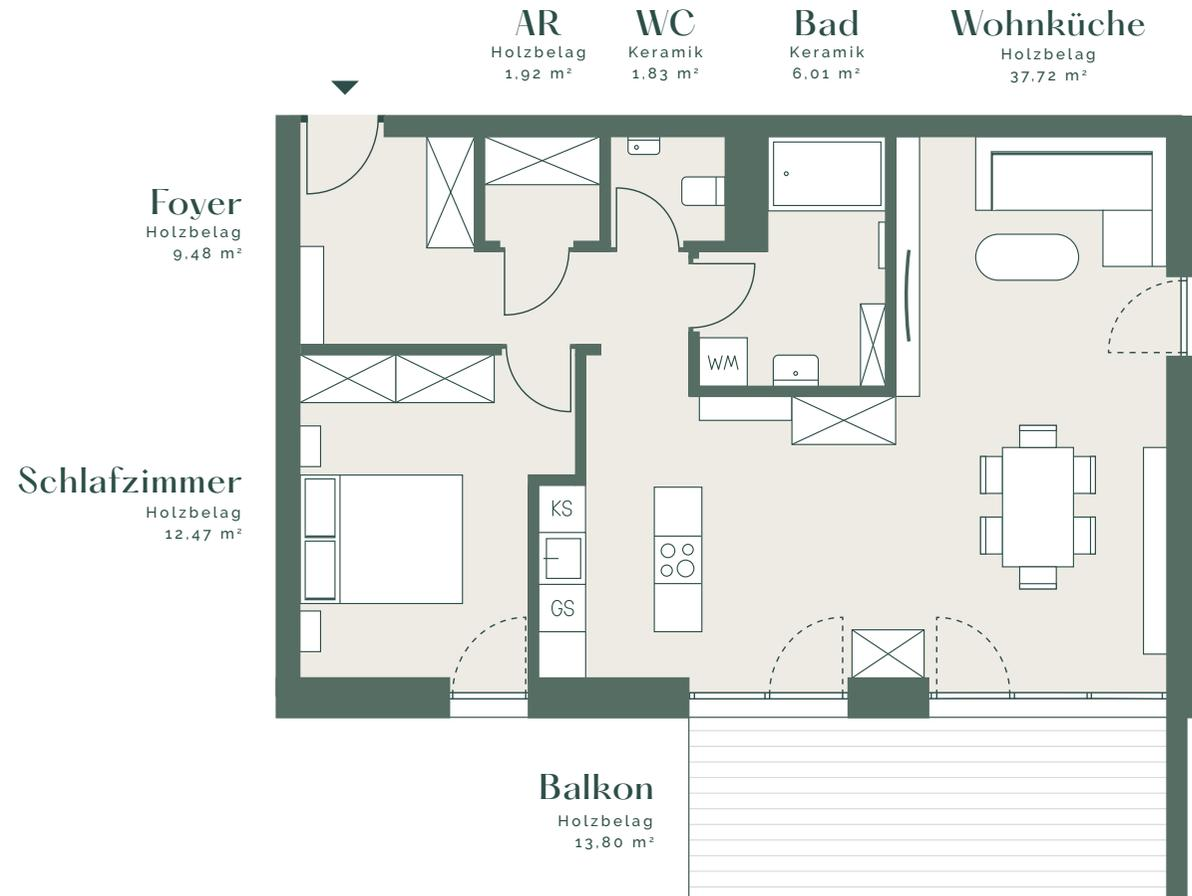 AR
Holzbelag
1,92 m²
WC
Keramik
1,83 m²
Bad
Keramik
6,01 m²
Wohnküche
Holzbelag
37,72 m²
Foyer
Holzbelag
9,48 m²
WM
Schlafzimmer
Holzbelag
12,47 m²
KS
GS
Balkon
Holzbelag
13,80 m²